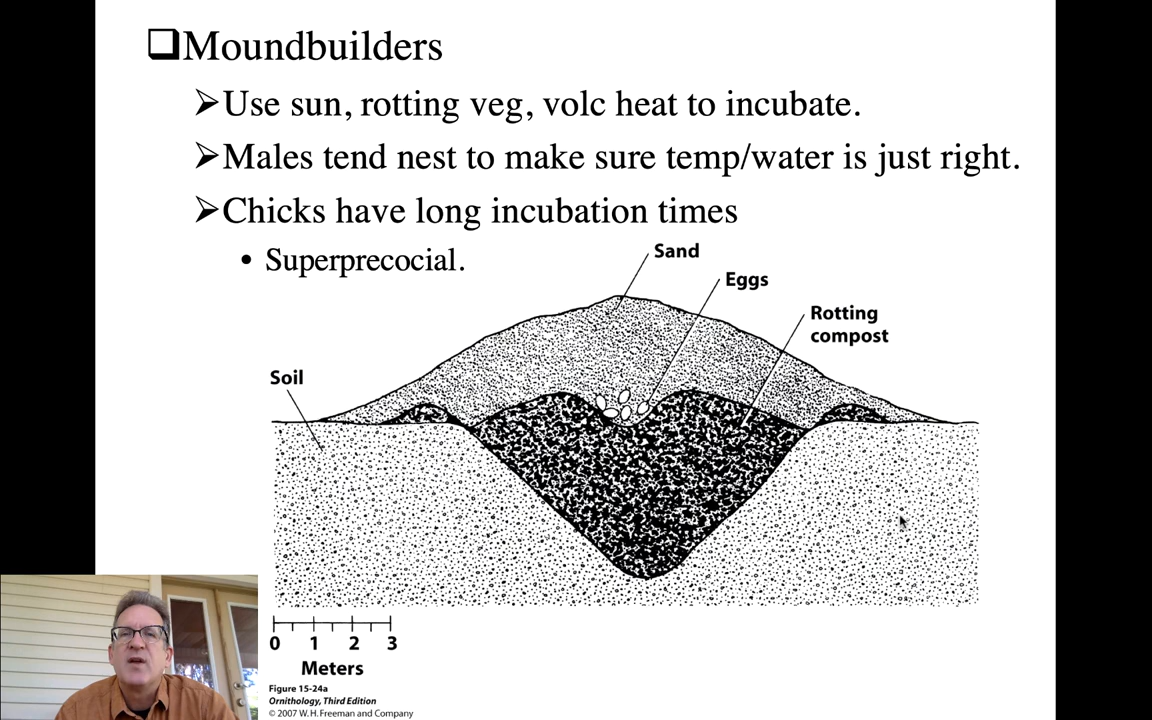 Moundbuilders
Use sun, rotting veg, volc heat to incubate.
Males tend nest to make sure temp/water is just right.
Chicks have long incubation times
• Superprecocial.
Sand
Eggs
Rotting
compost
Soil
0 1 2 3
Meters
Figure 15-24a
Ornithology, Third Edition
© 2007 W. H. Freeman and Company